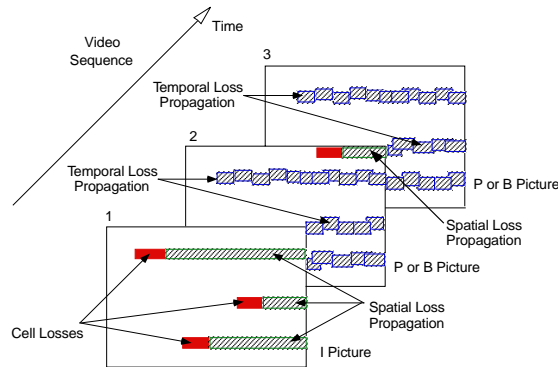 Time
Video
Sequence
3
Temporal Loss
Propagation
2
P or B Picture
Temporal Loss
Propagation
Spatial Loss
Propagation
1
P or B Picture
Cell Losses
Spatial Loss
Propagation
I Picture